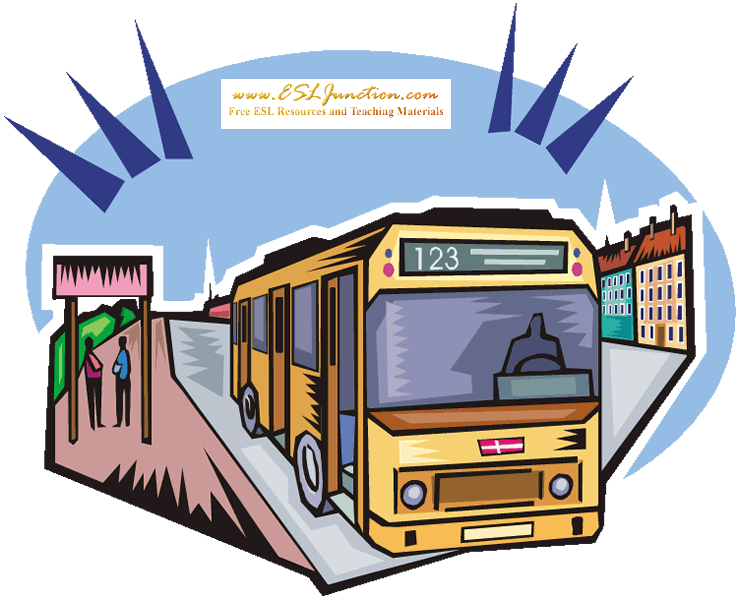 www.ESLJunction.com
Free ESL Resources and Teaching Materials
123